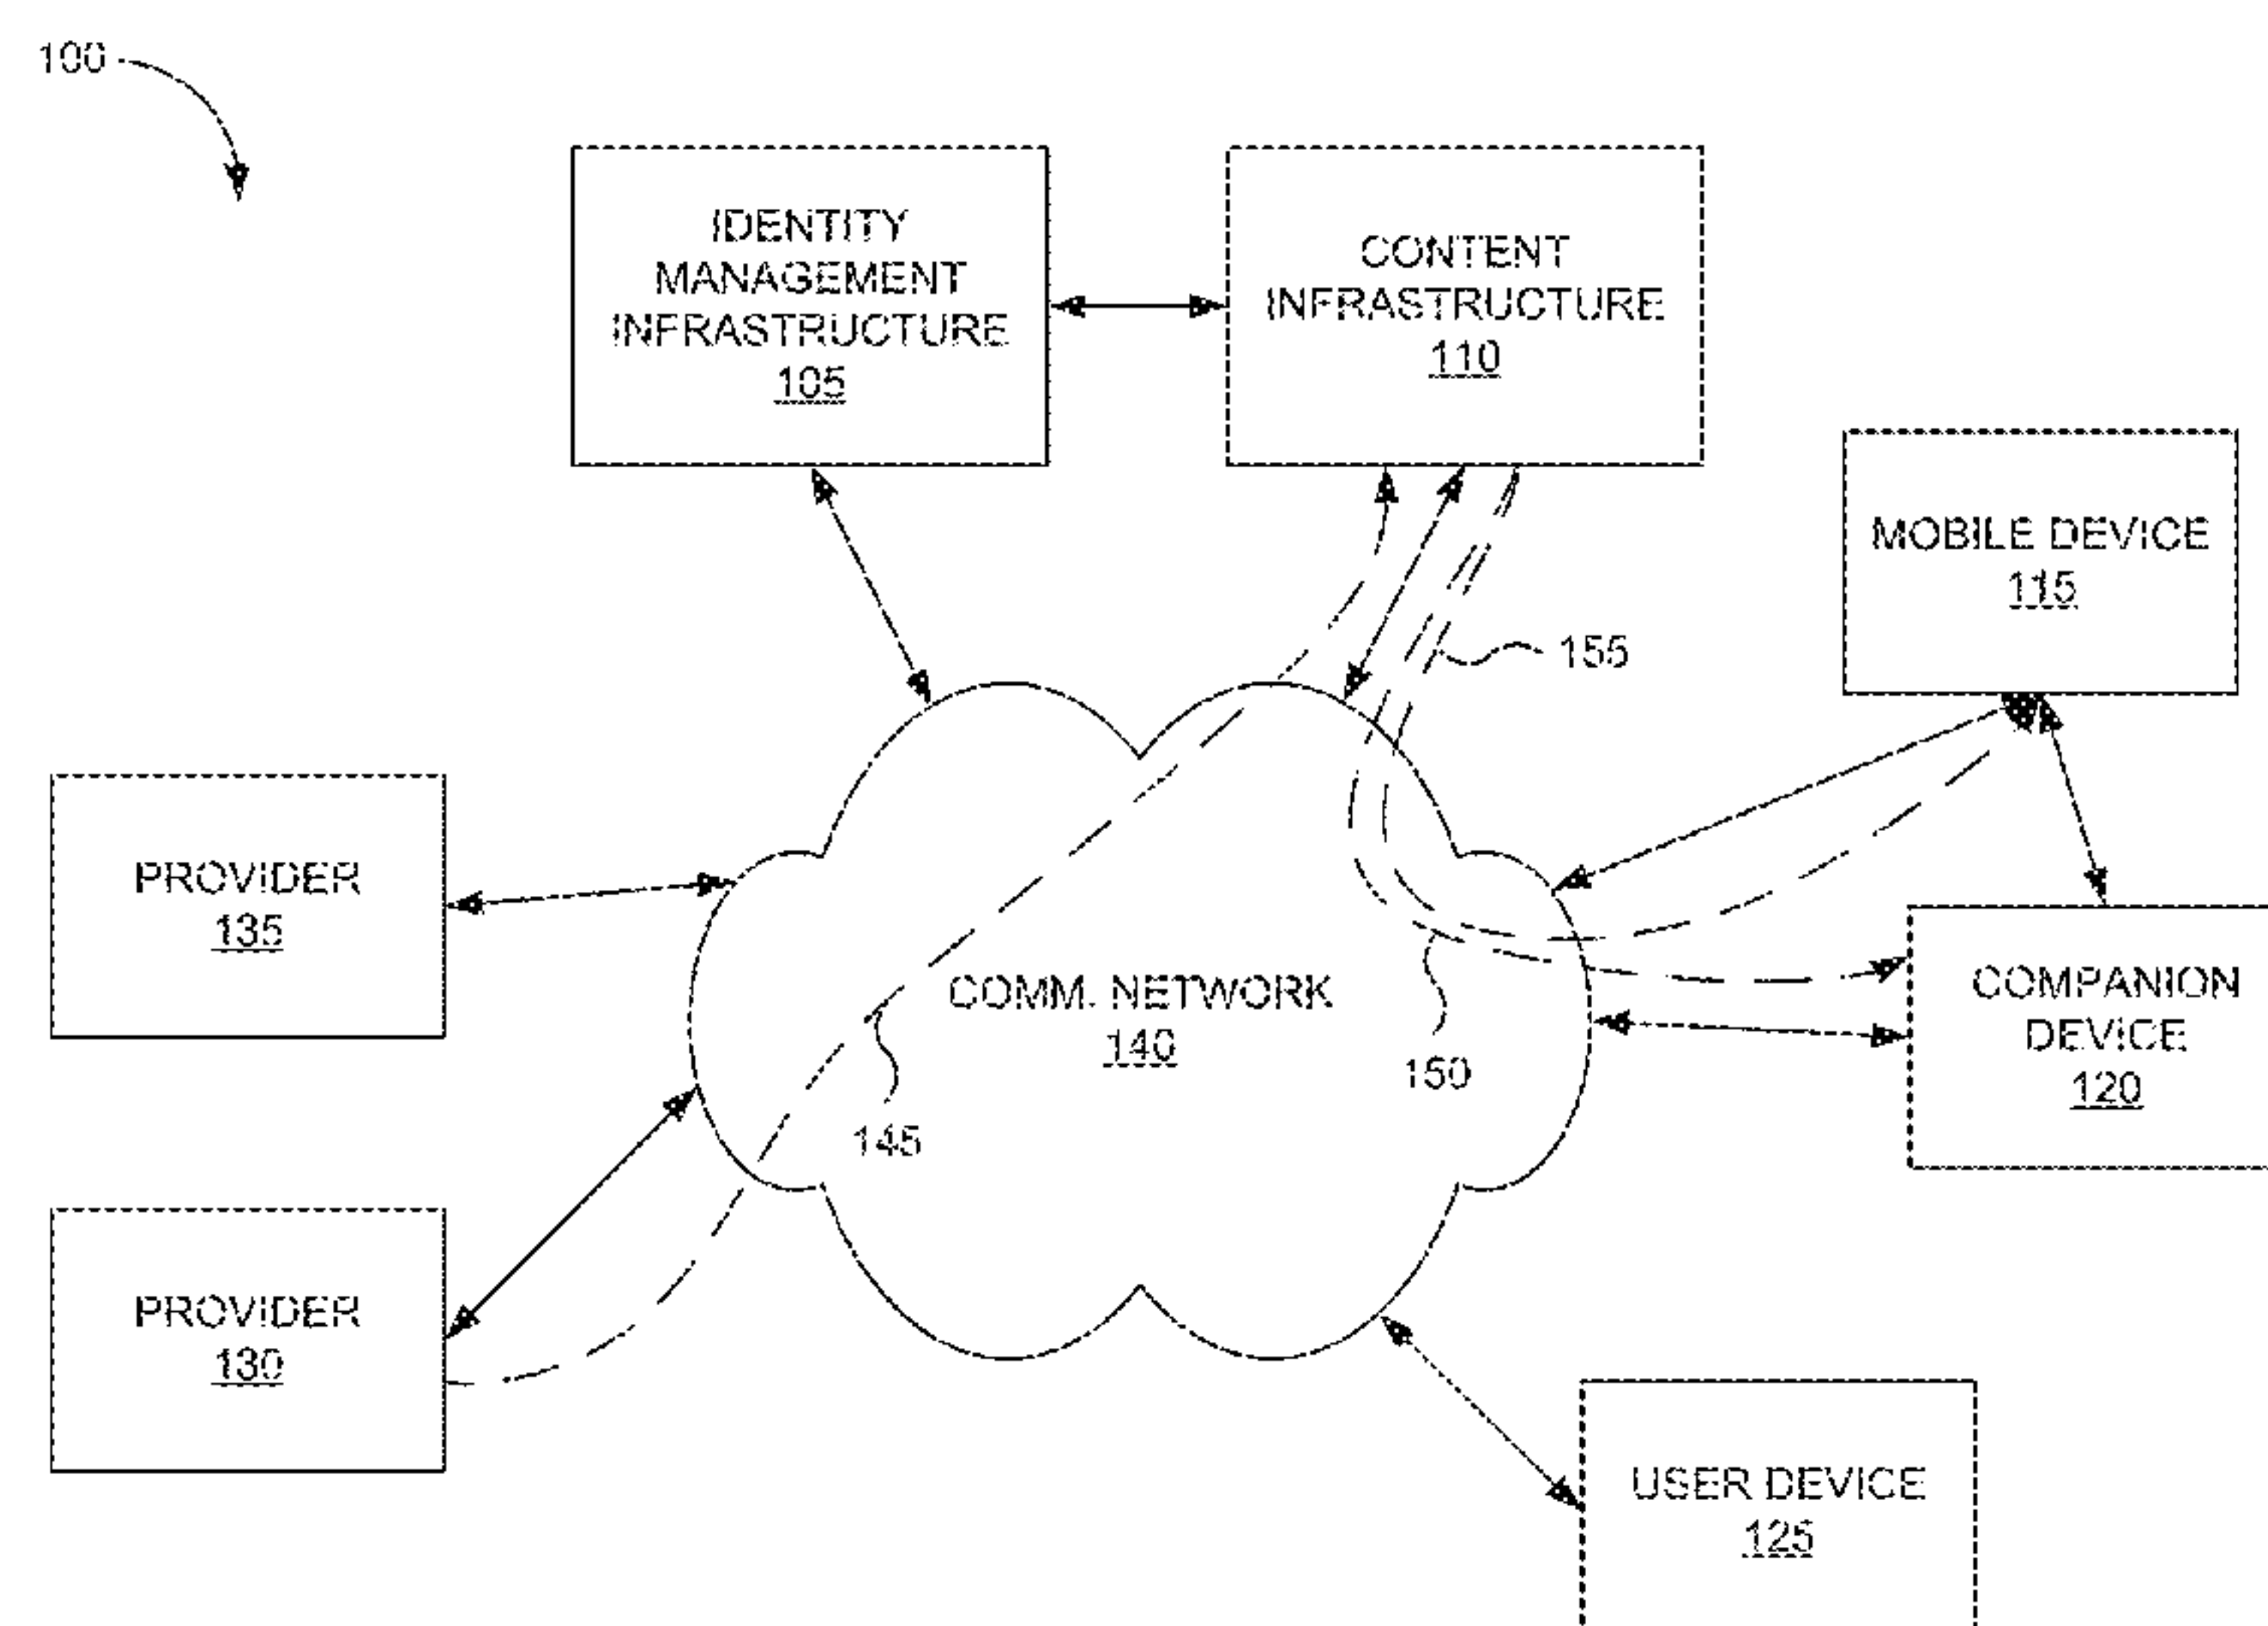 100
IDENTITY
MANAGEMENT
INFRASTRUCTURE
105
CONTENT
INFRASTRUCTURE
110
MOBILE DEVICE
115
155
PROVIDER
135
COMM. NETWORK
140
COMPANION
DEVICE
120
150
145
PROVIDER
130
USER DEVICE
125